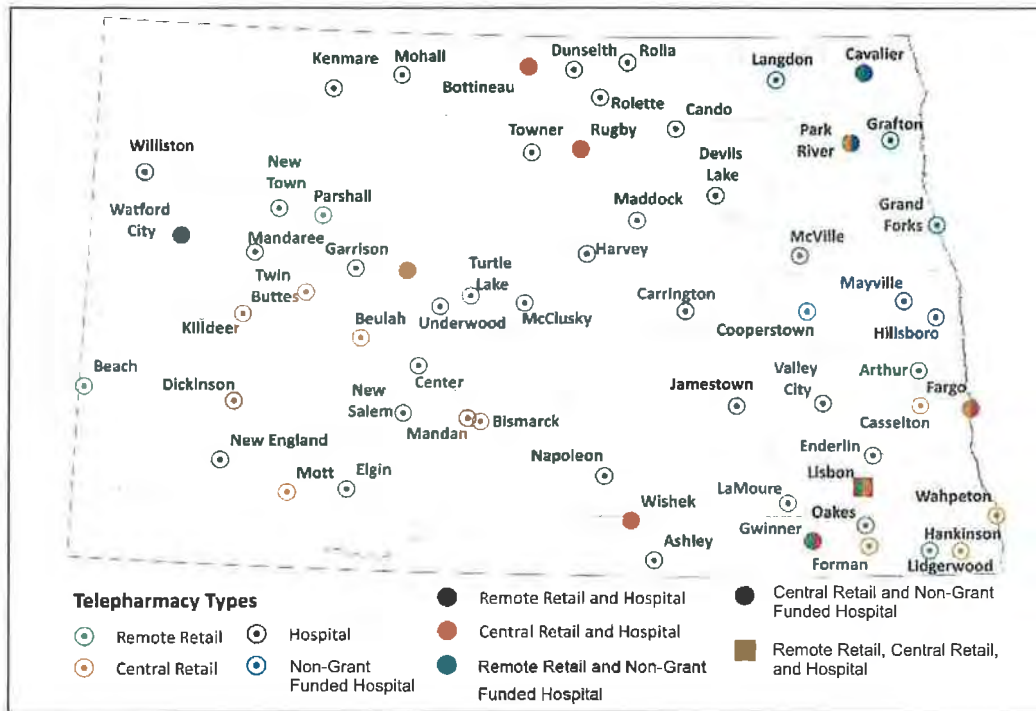 Kenmare
Mohall
Bottineau
Dunseith
Rolla
Langdon
Cavalier
Rolette
Cando
Towner
Rugby
Park
River
Grafton
Williston
Devils
Lake
New
Town
Parshall
Watford
City
Maddock
Grand
Forks
Mandaree
Garrison
Harvey
McVille
Twin
Buttes
Turtle
Lake
Carrington
Mayville
Killdeer
Beulah
Underwood
McClusky
Cooperstown
Hillsboro
Beach
Dickinson
Center
Valley
City
Arthur
Fargo
New
Salem
Jamestown
Casselton
Mandan
Bismarck
New England
Enderlin
Napoleon
Mott
Elgin
LaMoure
Lisbon
Wahpeton
Wishek
Oakes
Gwinner
Hankinson
Ashley
Forman
Lidgerwood
Telepharmacy Types
Remote Retail
Central Retail
Hospital
Non-Grant
Funded Hospital
Remote Retail and Hospital
Central Retail and Hospital
Remote Retail and Non-Grant
Funded Hospital
Central Retail and Non-Grant
Funded Hospital
Remote Retail, Central Retail,
and Hospital